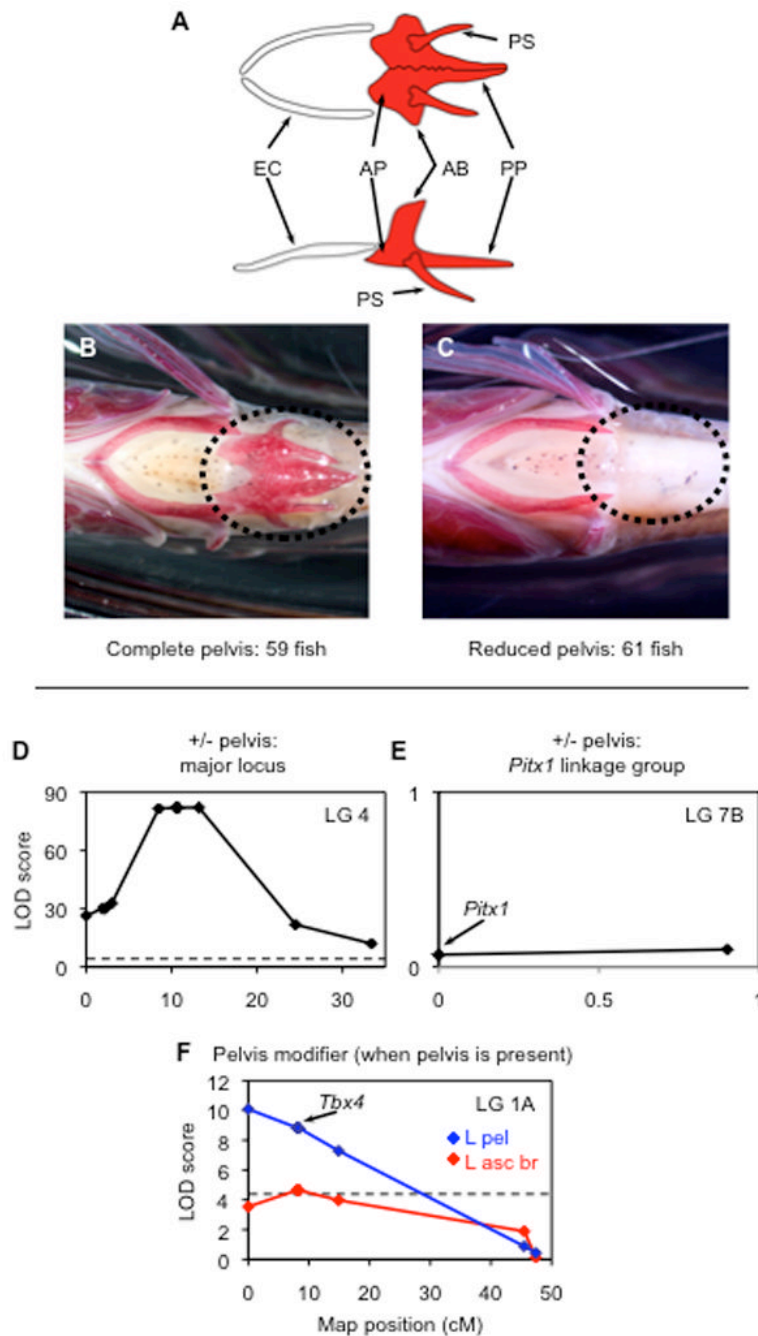 A
PS
EC
AP
AB
PP
PS
B
C
Complete pelvis: 59 fish
Reduced pelvis: 61 fish
D
+/- pelvis:
major locus
E
+/- pelvis:
Pitx1 linkage group
90
60
30
0
LOD score
LG 4
0
10
20
30
1
0
LG 7B
Pitx1
0
0.5
1
F
Pelvis modifier (when pelvis is present)
12
10
8
6
4
2
0
LOD score
Tbx4
LG 1A
L pel
L asc br
0
10
20
30
40
50
Map position (cM)